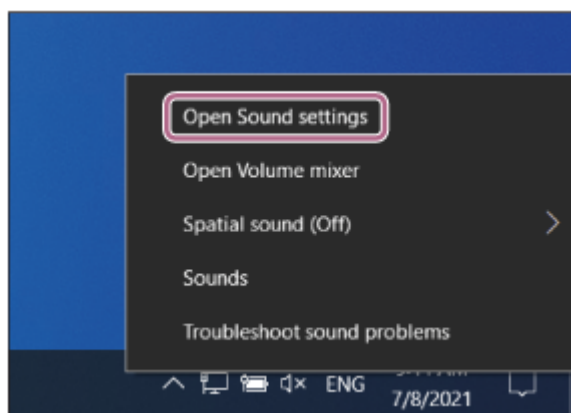 Open Sound settings
Open Volume mixer
Spatial sound (Off)
Sounds
Troubleshoot sound problems
ENG
7/8/2021